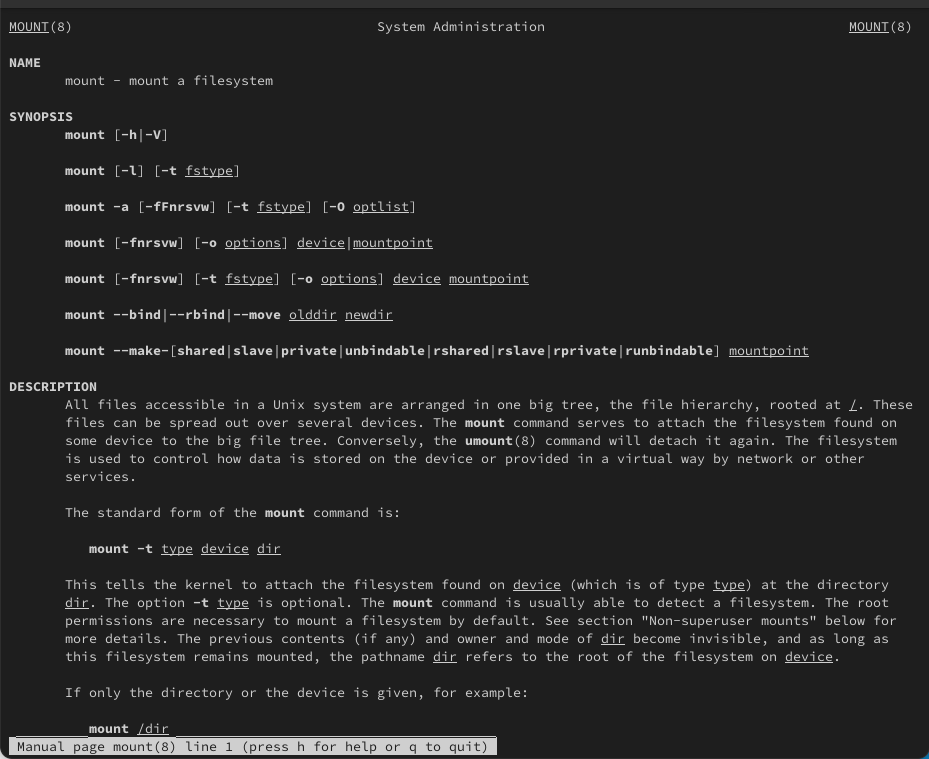 MOUNT(8) System Administration MOUNT(8)
NAME
mount - mount a filesystem
SYNOPSIS
mount [-h|-V]
mount [-l] [-t fstype]
mount -a [-fFnrsvw] [-t fstype] [-O optlist]
mount [-fnrsvw] [-o options] device|mountpoint
mount [-fnrsvw] [-t fstype] [-o options] device mountpoint
mount --bind|--rbind|--move olddir newdir
mount --make-[shared|slave|private|unbindable|rshared|rslave|rprivate|runbindable] mountpoint
DESCRIPTION
All files accessible in a Unix system are arranged in one big tree, the file hierarchy, rooted at /. These
files can be spread out over several devices. The mount command serves to attach the filesystem found on
some device to the big file tree. Conversely, the umount(8) command will detach it again. The filesystem
is used to control how data is stored on the device or provided in a virtual way by network or other
services.
The standard form of the mount command is:
mount -t type device dir
This tells the kernel to attach the filesystem found on device (which is of type type) at the directory
dir. The option -t type is optional. The mount command is usually able to detect a filesystem. The root
permissions are necessary to mount a filesystem by default. See section "Non-superuser mounts" below for
more details. The previous contents (if any) and owner and mode of dir become invisible, and as long as
this filesystem remains mounted, the pathname dir refers to the root of the filesystem on device.
If only the directory or the device is given, for example:
mount /dir
Manual page mount(8) line 1 (press h for help or q to quit)